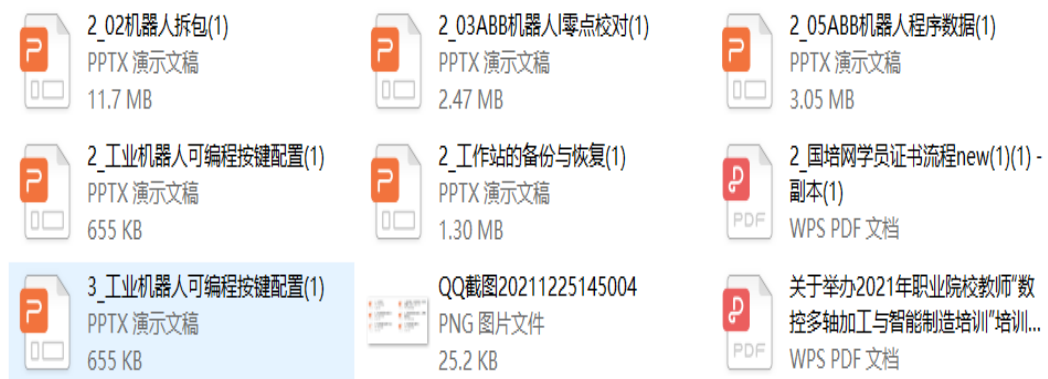 2_02机器人拆包(1)
PPTX 演示文稿
11.7 MB
2_03ABB机器人l零点校对(1)
PPTX 演示文稿
2.47 MB
2_05ABB机器人程序数据(1)
PPTX 演示文稿
3.05 MB
2_工业机器人可编程按键配置(1)
PPTX 演示文稿
655 KB
2_工作站的备份与恢复(1)
PPTX 演示文稿
1.30 MB
2_国培网学员证书流程new(1)(1) -
副本(1)
WPS PDF 文档
PDF
3_工业机器人可编程按键配置(1)
PPTX 演示文稿
655 KB
QQ截图20211225145004
PNG 图片文件
25.2 KB
关于举办2021年职业院校教师“数
控多轴加工与智能制造培训”培训...
WPS PDF 文档
PDF